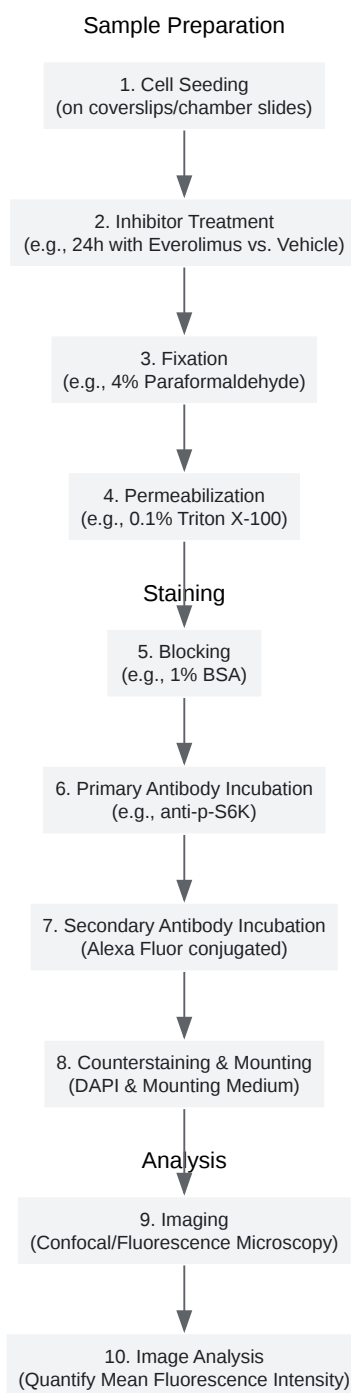 Sample Preparation
1. Cell Seeding
(on coverslips/chamber slides)
2. Inhibitor Treatment
(e.g., 24h with Everolimus vs. Vehicle)
3. Fixation
(e.g., 4% Paraformaldehyde)
4. Permeabilization
(e.g., 0.1% Triton X-100)
Staining
5. Blocking
(e.g., 1% BSA)
6. Primary Antibody Incubation
(e.g., anti-p-S6K)
7. Secondary Antibody Incubation
(Alexa Fluor conjugated)
8. Counterstaining & Mounting
(DAPI & Mounting Medium)
Analysis
9. Imaging
(Confocal/Fluorescence Microscopy)
10. Image Analysis
(Quantify Mean Fluorescence Intensity)